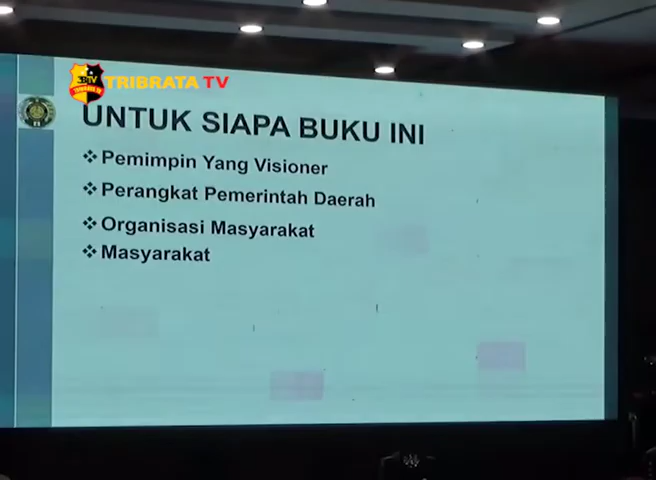 TRIBRATA TV
UNTUK SIAPA BUKU INI
Pemimpin Yang Visioner
Perangkat Pemerintah Daerah
Organisasi Masyarakat
Masyarakat